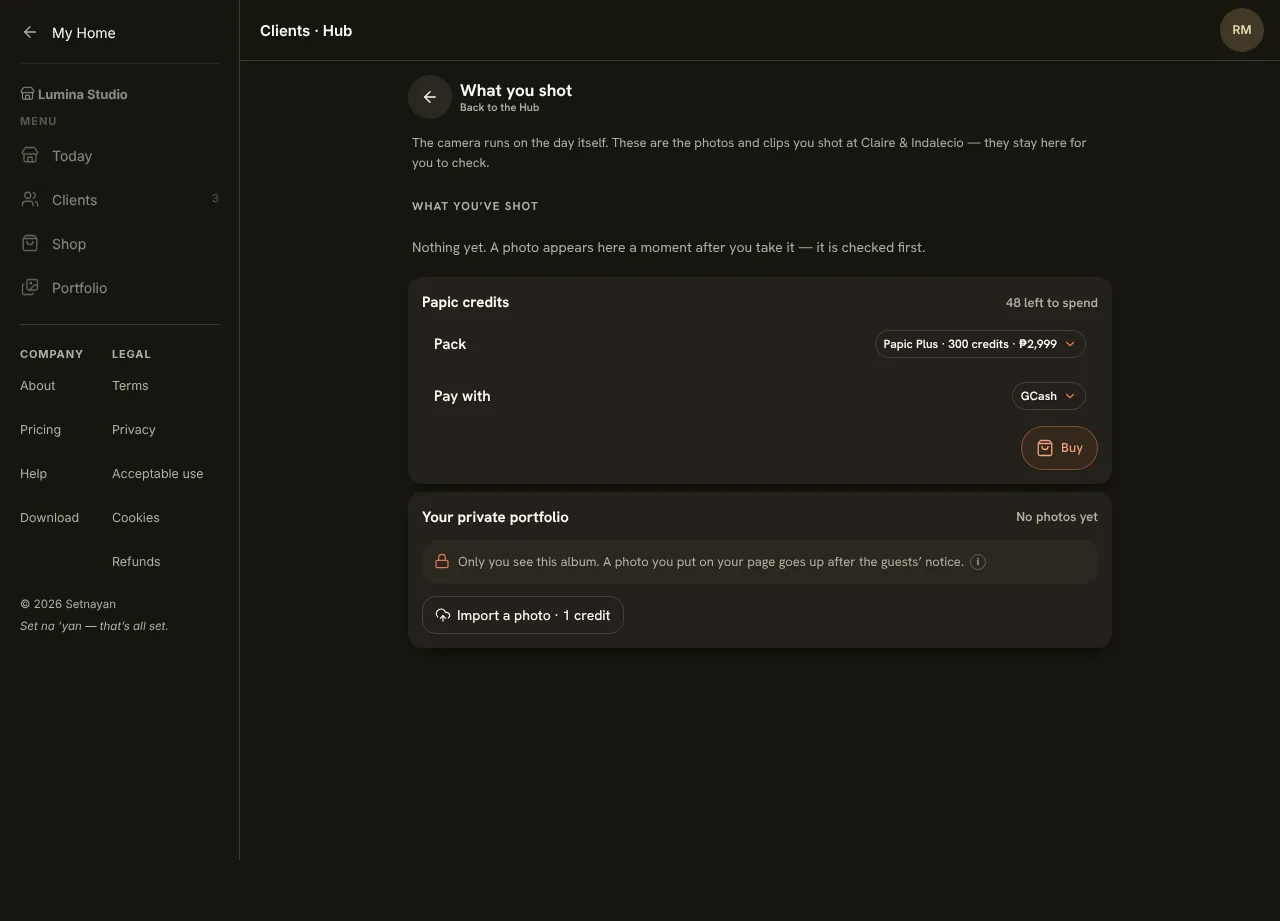 My Home
Clients · Hub
RM
Lumina Studio
MENU
Today
Clients 3
Shop
Portfolio
COMPANY
About
Pricing
Help
Download
LEGAL
Terms
Privacy
Acceptable use
Cookies
Refunds
© 2026 Setnayan
Set na 'yan — that's all set.
What you shot
Back to the Hub
The camera runs on the day itself. These are the photos and clips you shot at Claire & Indalecio — they stay here for
you to check.
WHAT YOU'VE SHOT
Nothing yet. A photo appears here a moment after you take it — it is checked first.
Papic credits
48 left to spend
Pack
Papic Plus · 300 credits · ₱2,999
Pay with
GCash
Buy
Your private portfolio
No photos yet
Only you see this album. A photo you put on your page goes up after the guests’ notice.
Import a photo · 1 credit